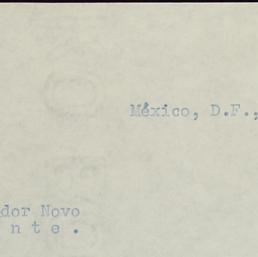 México, D.F.,
dor Novo
n t e .